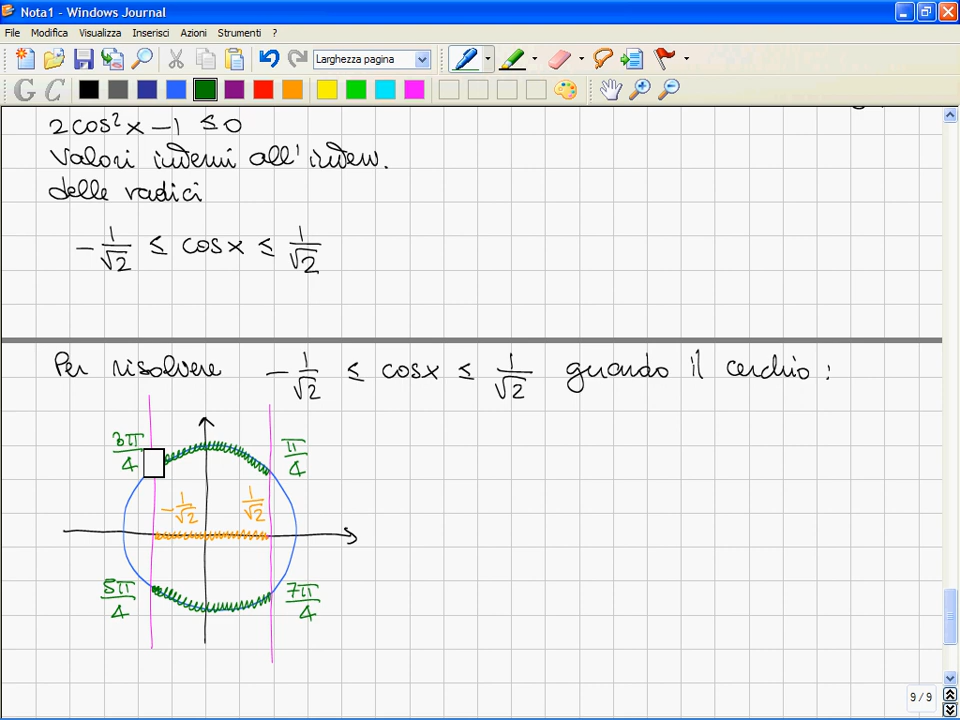 Nota1 - Windows Journal
File Modifica Visualizza Inserisci Azioni Strumenti ?
Larghezza pagina
2cos²x - 1 ≤ 0
Valori interni all'interv.
delle radici
-1/√2 ≤ cosx ≤ 1/√2
Per risolvere -1/√2 ≤ cosx ≤ 1/√2 guardo il cerchio:
3π/4 π/4
-1/√2 1/√2
5π/4 7π/4
9 / 9